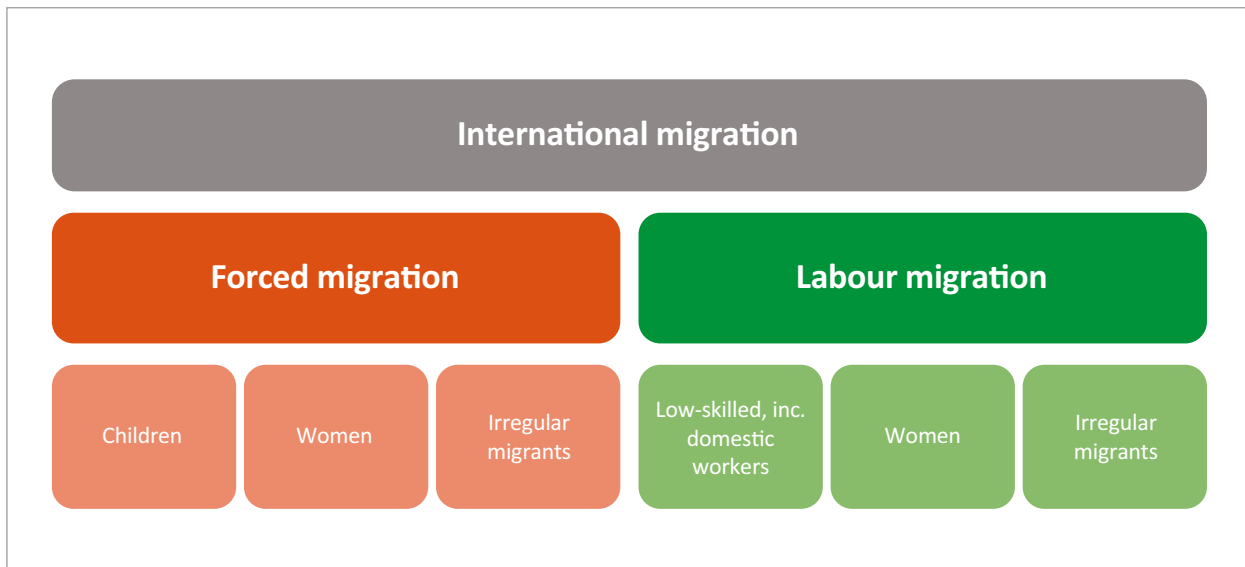 International migration
Forced migration
Labour migration
Children
Women
Irregular
migrants
Low-skilled, inc.
domestic
workers
Women
Irregular
migrants